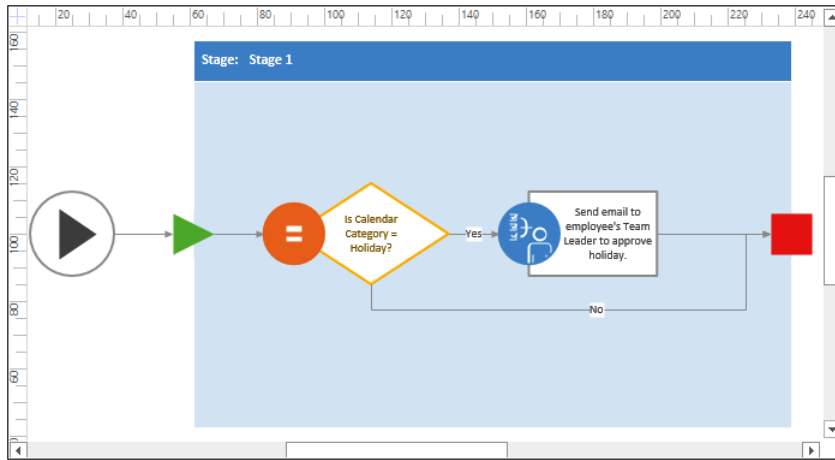 20 40 60 80 100 120 140 160 180 200 220 240
160
140
120
100
80
60
Stage: Stage 1
Is Calendar
Category =
Holiday?
Yes
Send email to
employee's Team
Leader to approve
holiday.
No